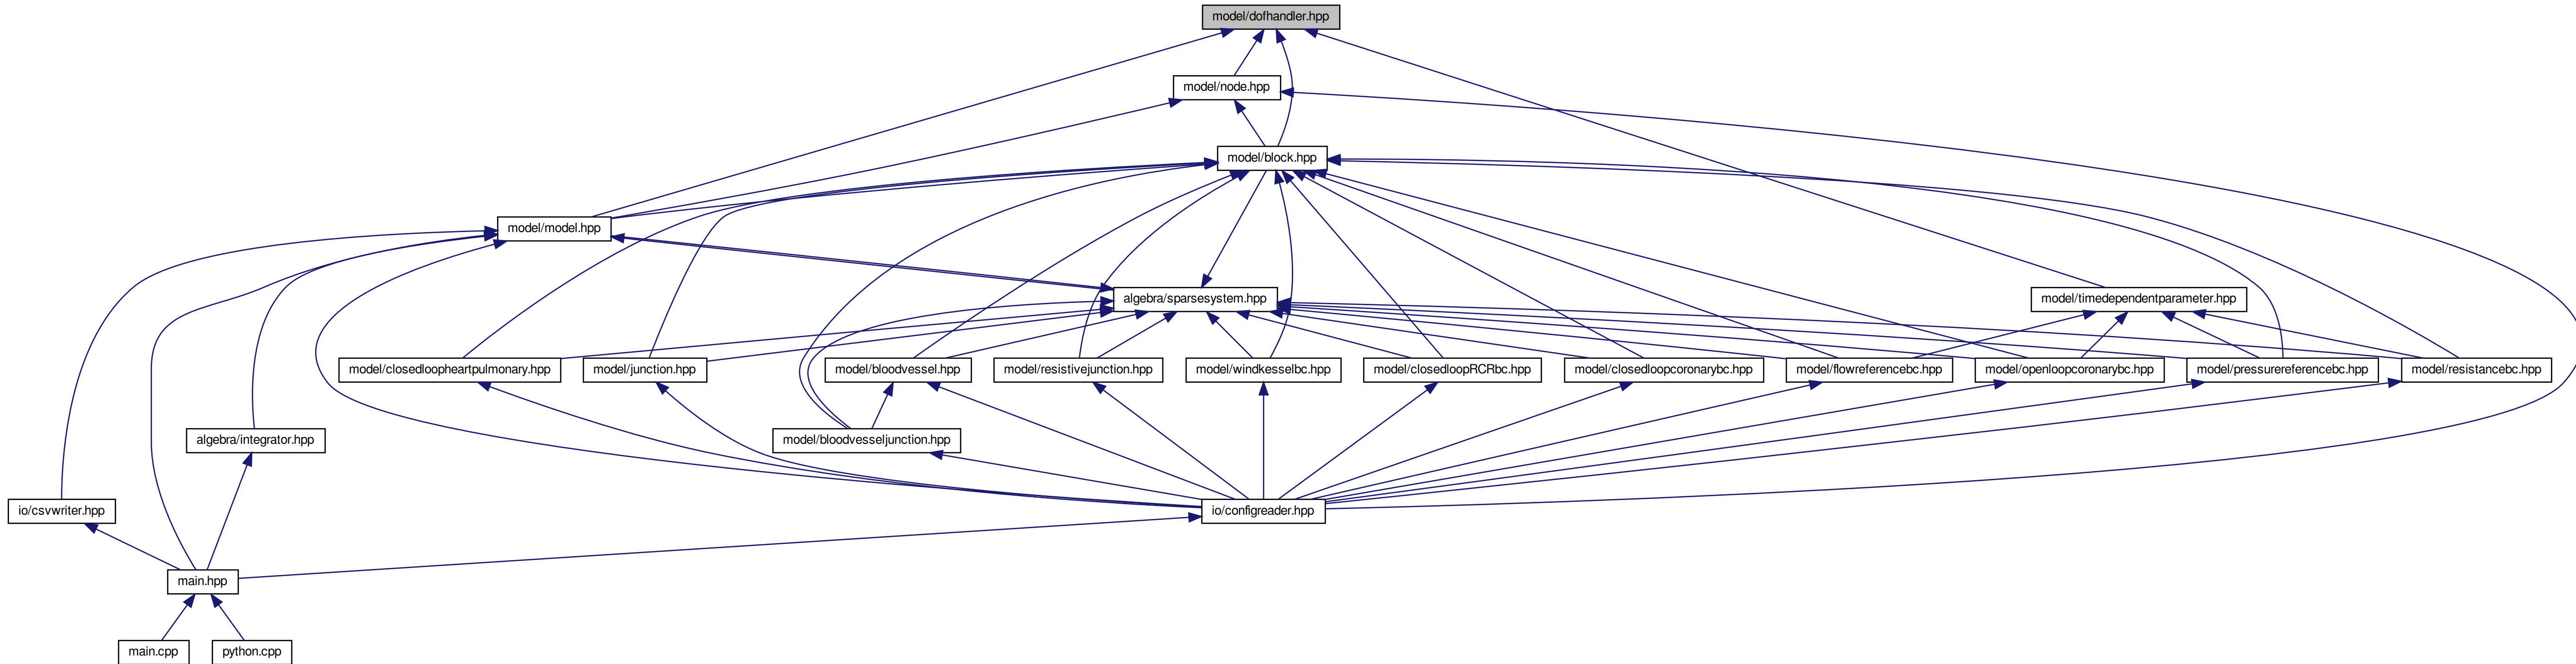 model/dofhandler.hpp
model/node.hpp
model/block.hpp
model/model.hpp
algebra/sparsesystem.hpp
model/timedependentparameter.hpp
model/closedloopheartpulmonary.hpp
model/junction.hpp
model/bloodvessel.hpp
model/resistivejunction.hpp
model/windkesselbc.hpp
model/closedloopRCRbc.hpp
model/closedloopcoronarybc.hpp
model/flowreferencebc.hpp
model/openloopcoronarybc.hpp
model/pressurereferencebc.hpp
model/resistancebc.hpp
algebra/integrator.hpp
model/bloodvesseljunction.hpp
io/csvwriter.hpp
io/configreader.hpp
main.hpp
main.cpp
python.cpp